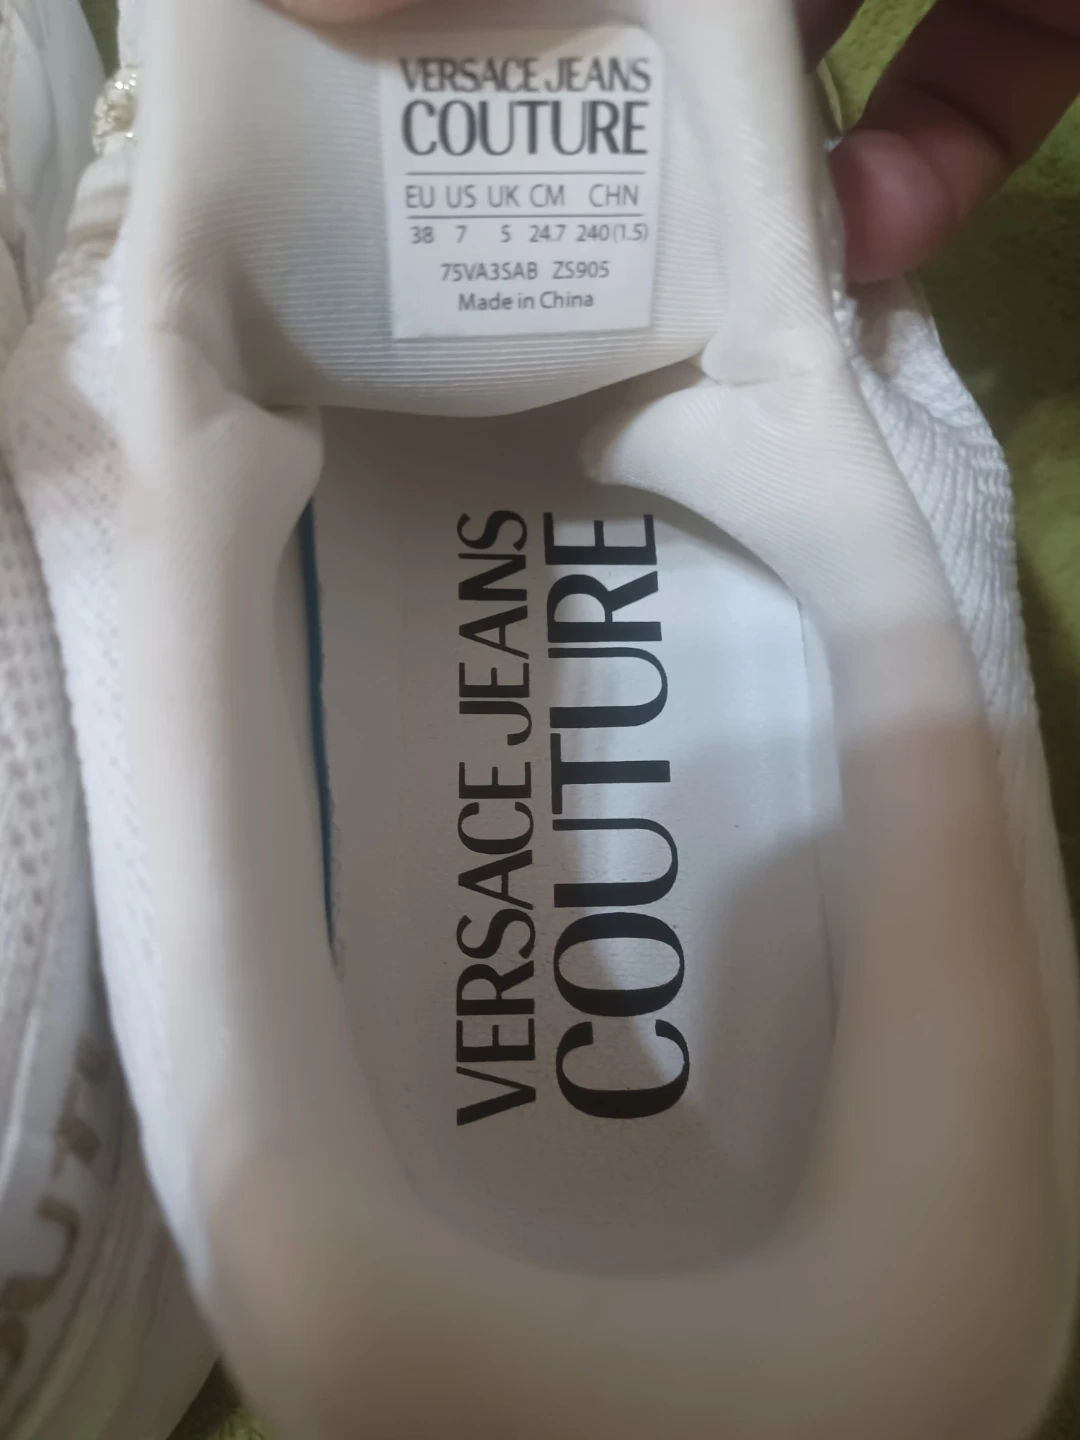 VERSACE JEANS
COUTURE
EU US UK CM CHN
38 7 5 24.7 240 (1.5)
75VA3SAB ZS905
Made in China
VERSACE JEANS
COUTURE